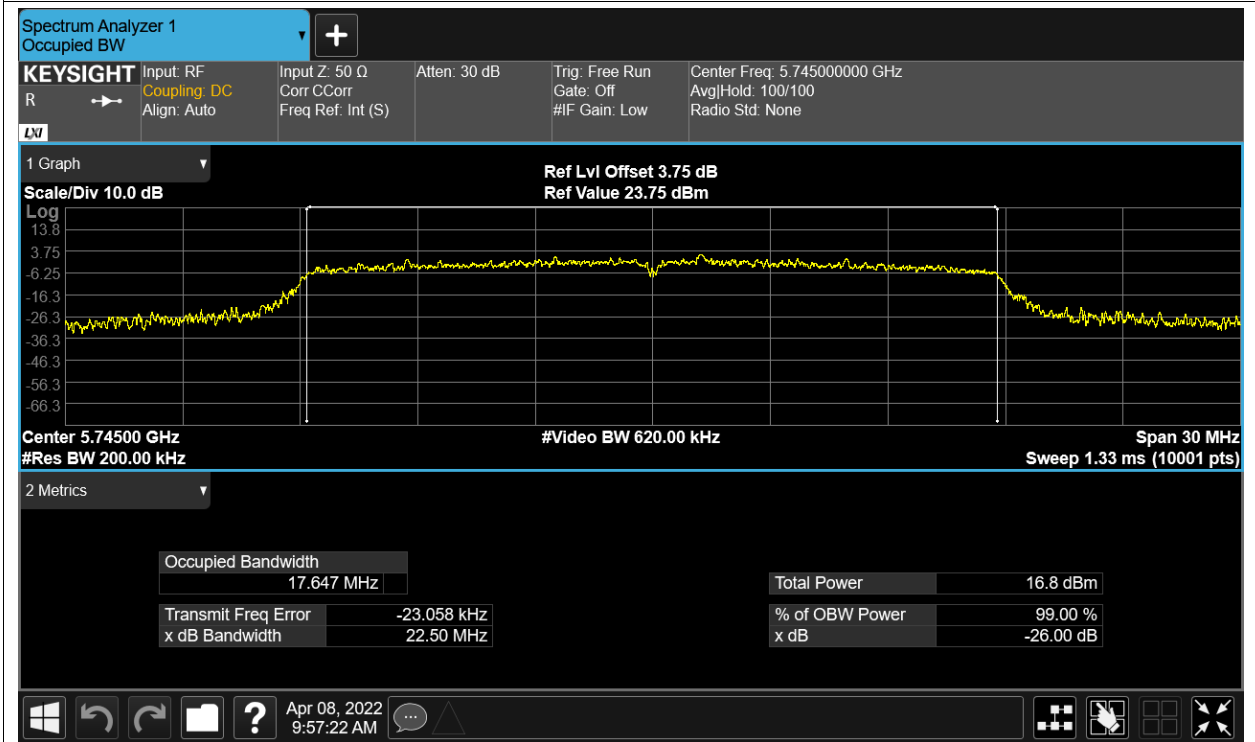 Spectrum Analyzer 1
Occupied BW
KEYSIGHT
R
LXI
Input: RF
Coupling: DC
Align: Auto
Input Z: 50 Ω
Corr CCorr
Freq Ref: Int (S)
Atten: 30 dB
Trig: Free Run
Gate: Off
#IF Gain: Low
Center Freq: 5.745000000 GHz
Avg|Hold: 100/100
Radio Std: None
1 Graph
Scale/Div 10.0 dB
Ref Lvl Offset 3.75 dB
Ref Value 23.75 dBm
Log
13.8
3.75
-6.25
-16.3
-26.3
-36.3
-46.3
-56.3
-66.3
Center 5.74500 GHz
#Res BW 200.00 kHz
#Video BW 620.00 kHz
Span 30 MHz
Sweep 1.33 ms (10001 pts)
2 Metrics
Occupied Bandwidth
17.647 MHz
Transmit Freq Error -23.058 kHz
x dB Bandwidth 22.50 MHz
Total Power 16.8 dBm
% of OBW Power 99.00 %
x dB -26.00 dB
?
Apr 08, 2022
9:57:22 AM